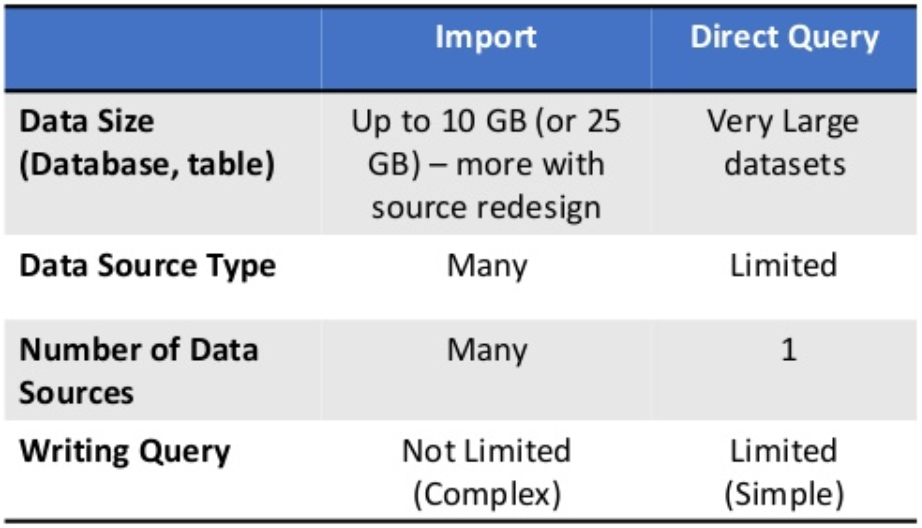 Import Direct Query
Data Size Up to 10 GB (or 25 Very Large
(Database, table) GB) – more with datasets
source redesign
Data Source Type Many Limited
Number of Data Many 1
Sources
Writing Query Not Limited Limited
(Complex) (Simple)